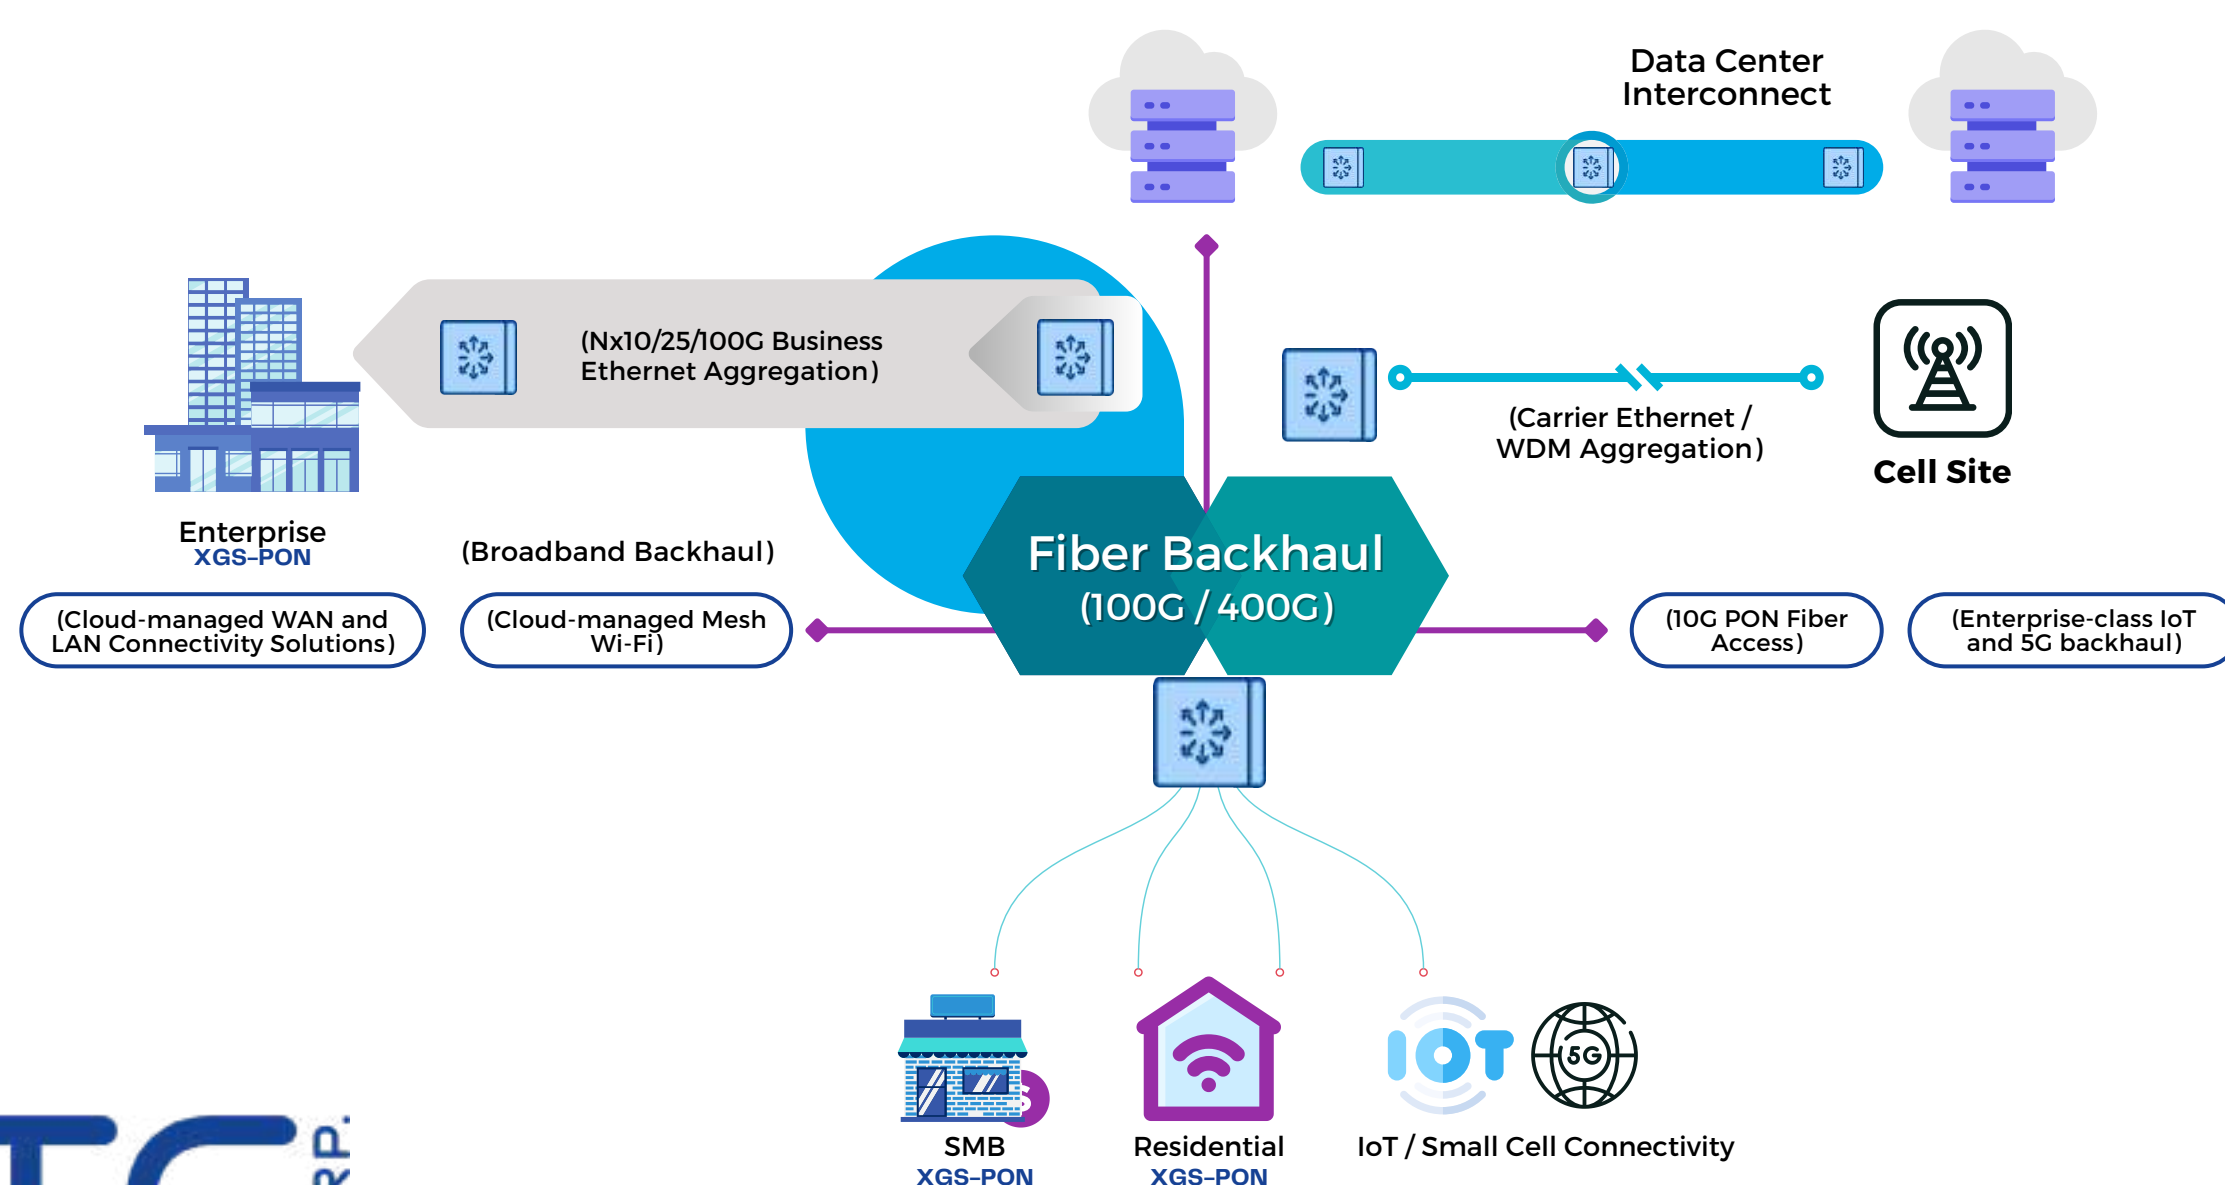 Data Center
Interconnect
(Nx10/25/100G Business
Ethernet Aggregation)
(Carrier Ethernet /
WDM Aggregation)
Cell Site
Enterprise
XGS-PON
(Broadband Backhaul)
Fiber Backhaul
(100G / 400G)
(Cloud-managed WAN and
LAN Connectivity Solutions)
(Cloud-managed Mesh
Wi-Fi)
(10G PON Fiber
Access)
(Enterprise-class IoT
and 5G backhaul)
IOT
5G
$
SMB
XGS-PON
Residential
XGS-PON
IoT / Small Cell Connectivity